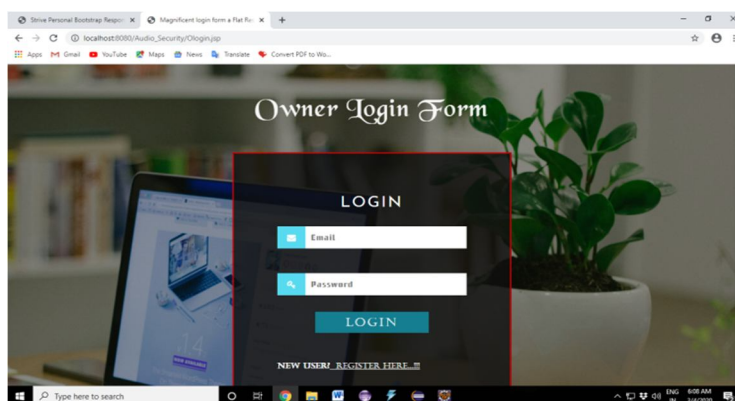 Strive Personal Bootstrap Respon
Magnificent login form a Flat Re
localhost:8080/Audio_Security/Ologin.jsp
Apps Gmail YouTube Maps News Translate Convert PDF to Wo...
Owner Login Form
LOGIN
Email
Password
LOGIN
NEW USER! REGISTER HERE...!!!
Type here to search
ENG 6:08 AM
IN